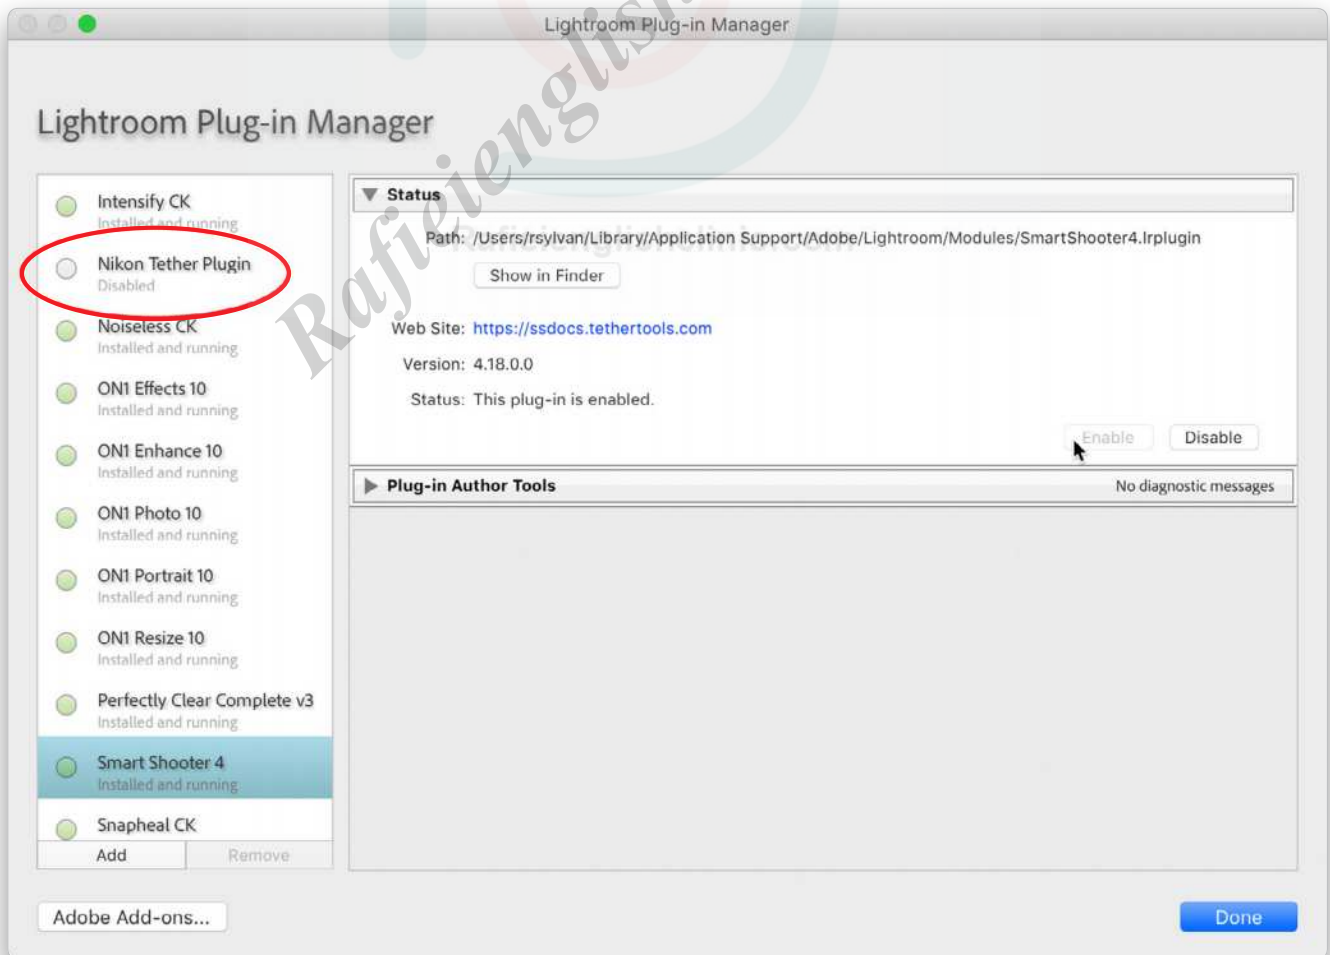 Lightroom Plug-in Manager
Lightroom Plug-in Manager
Intensify CK
Installed and running
Nikon Tether Plugin
Disabled
Noiseless CK
Installed and running
ON1 Effects 10
Installed and running
ON1 Enhance 10
Installed and running
ON1 Photo 10
Installed and running
ON1 Portrait 10
Installed and running
ON1 Resize 10
Installed and running
Perfectly Clear Complete v3
Installed and running
Smart Shooter 4
Installed and running
Snapheal CK
Add Remove
Status
Path: /Users/rsylvan/Library/Application Support/Adobe/Lightroom/Modules/SmartShooter4.lrplugin
Show in Finder
Web Site: https://ssdocs.tethertools.com
Version: 4.18.0.0
Status: This plug-in is enabled.
Enable Disable
Plug-in Author Tools No diagnostic messages
Adobe Add-ons...
Done
Rafieienglish